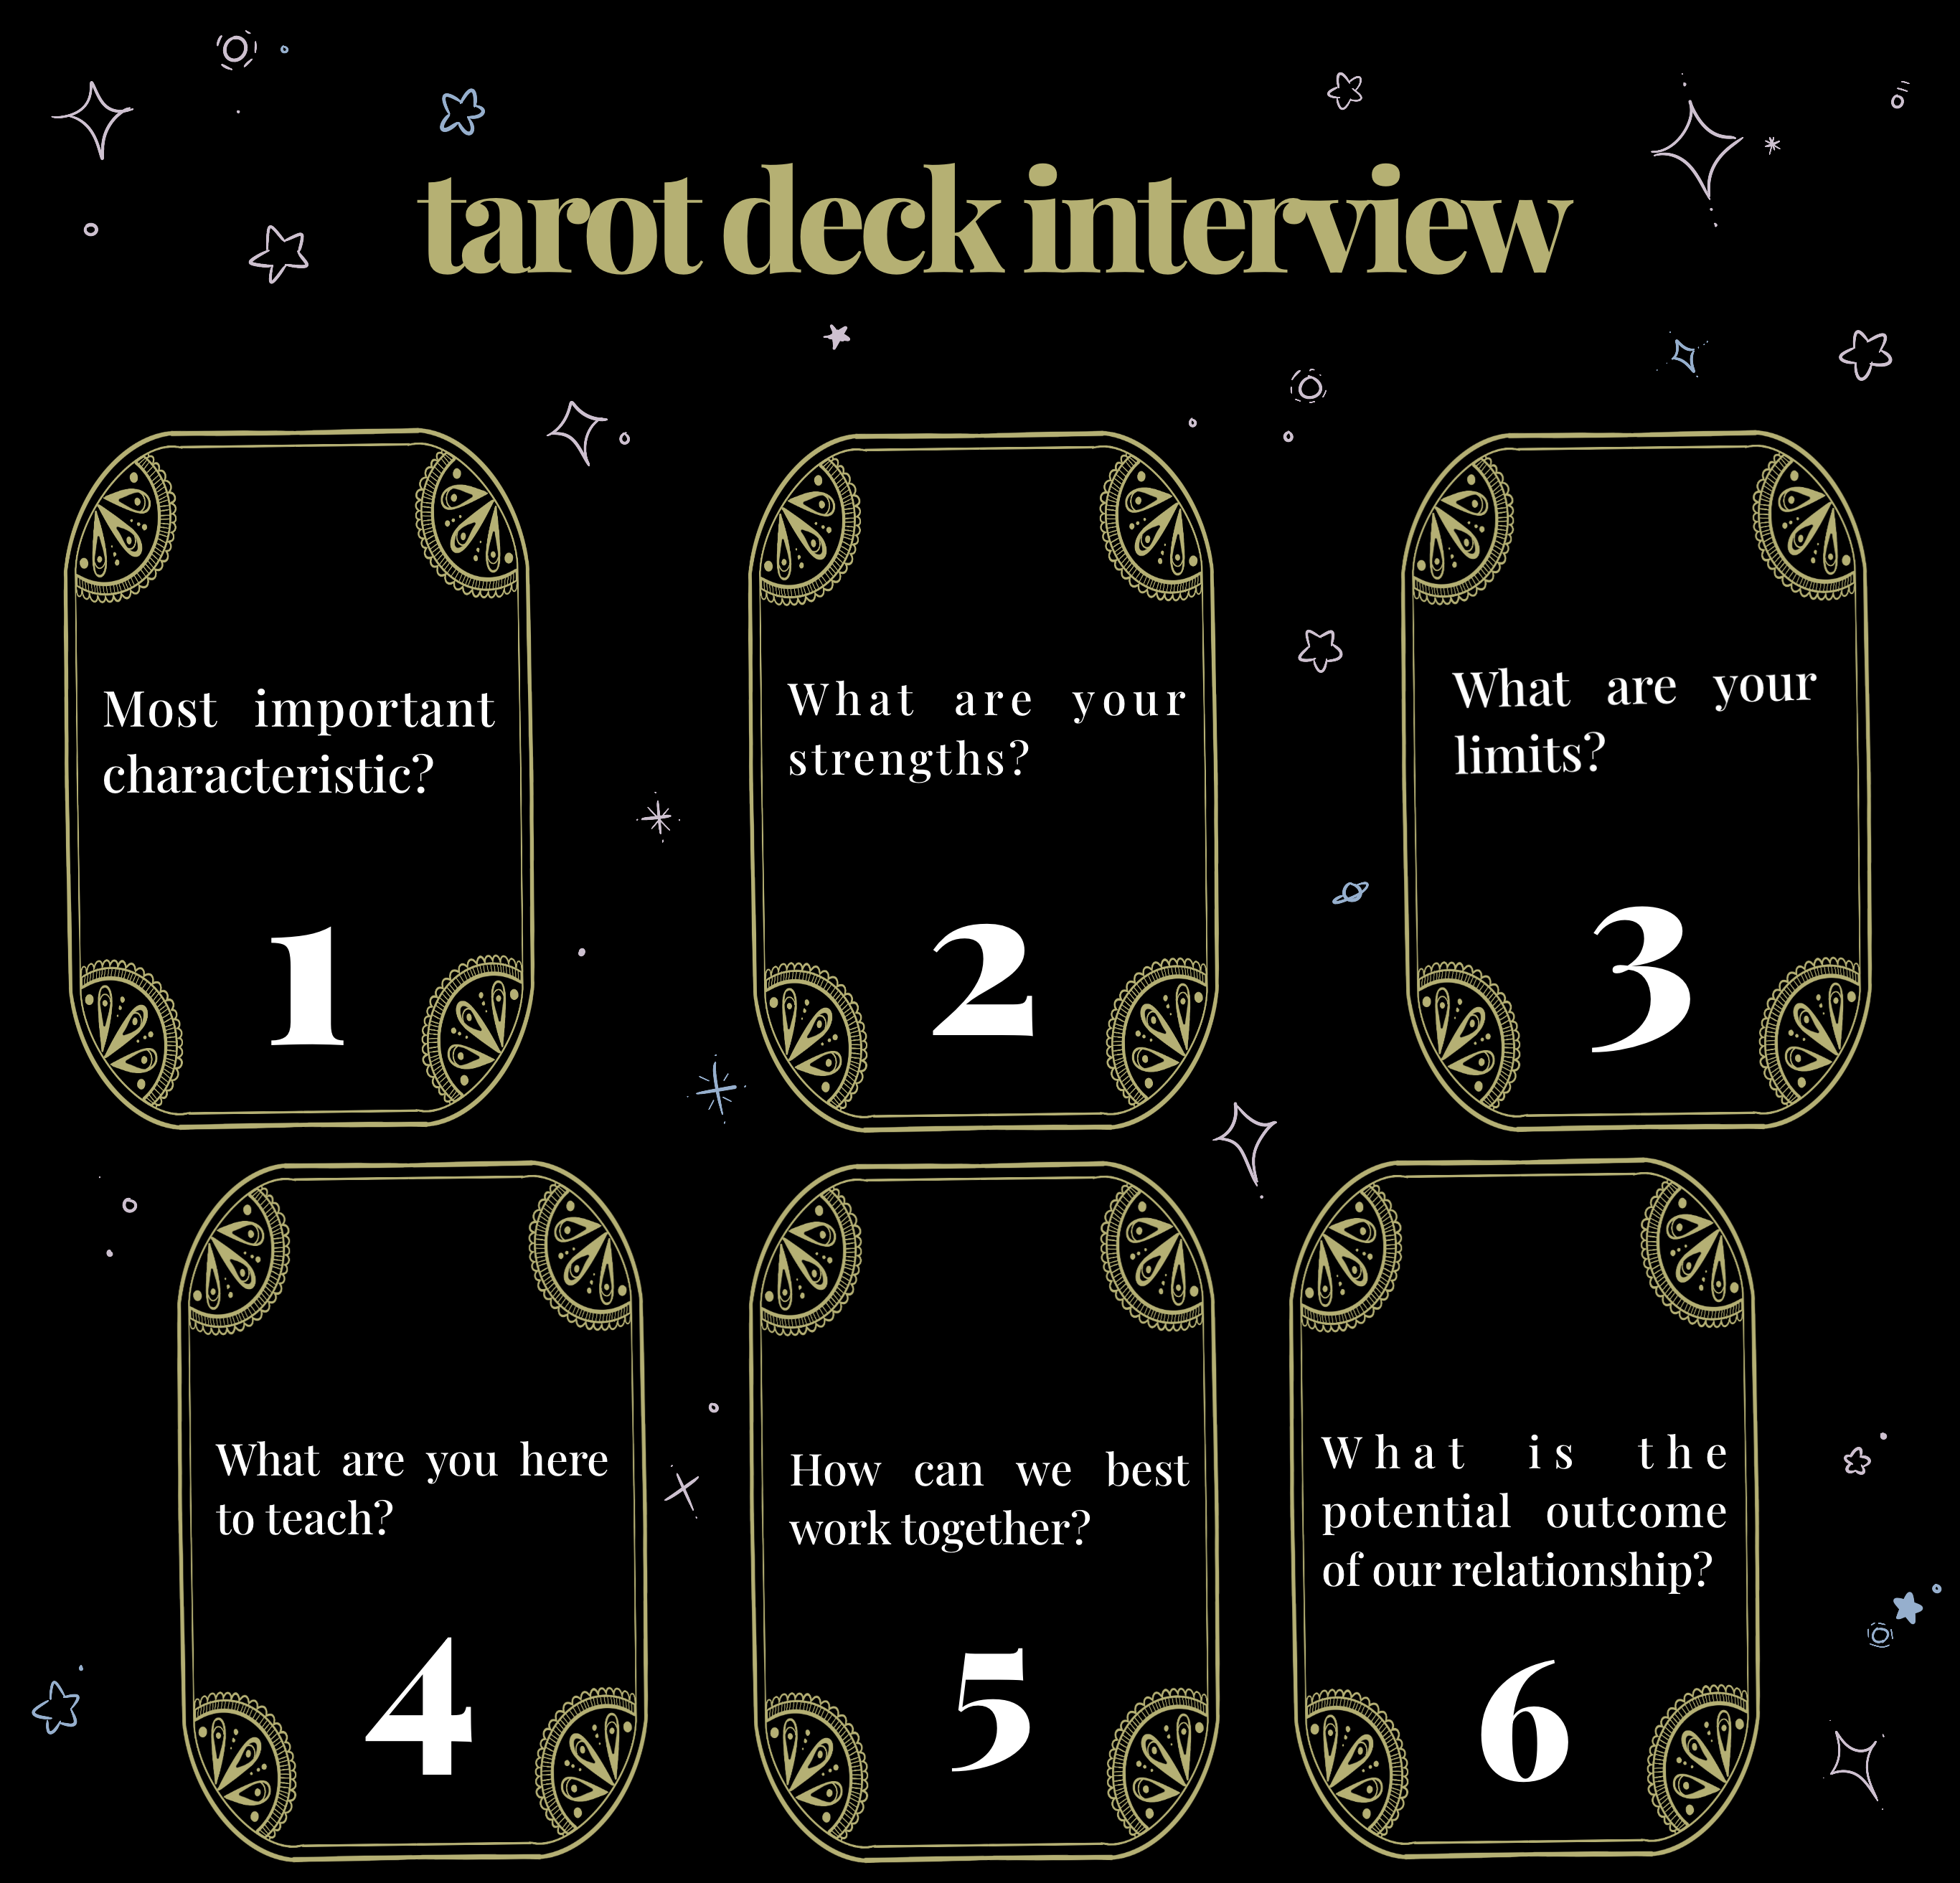 tarot deck interview
Most important
characteristic?
1
What are your
strengths?
2
What are your
limits?
3
What are you here
to teach?
4
How can we best
work together?
5
What is the
potential outcome
of our relationship?
6